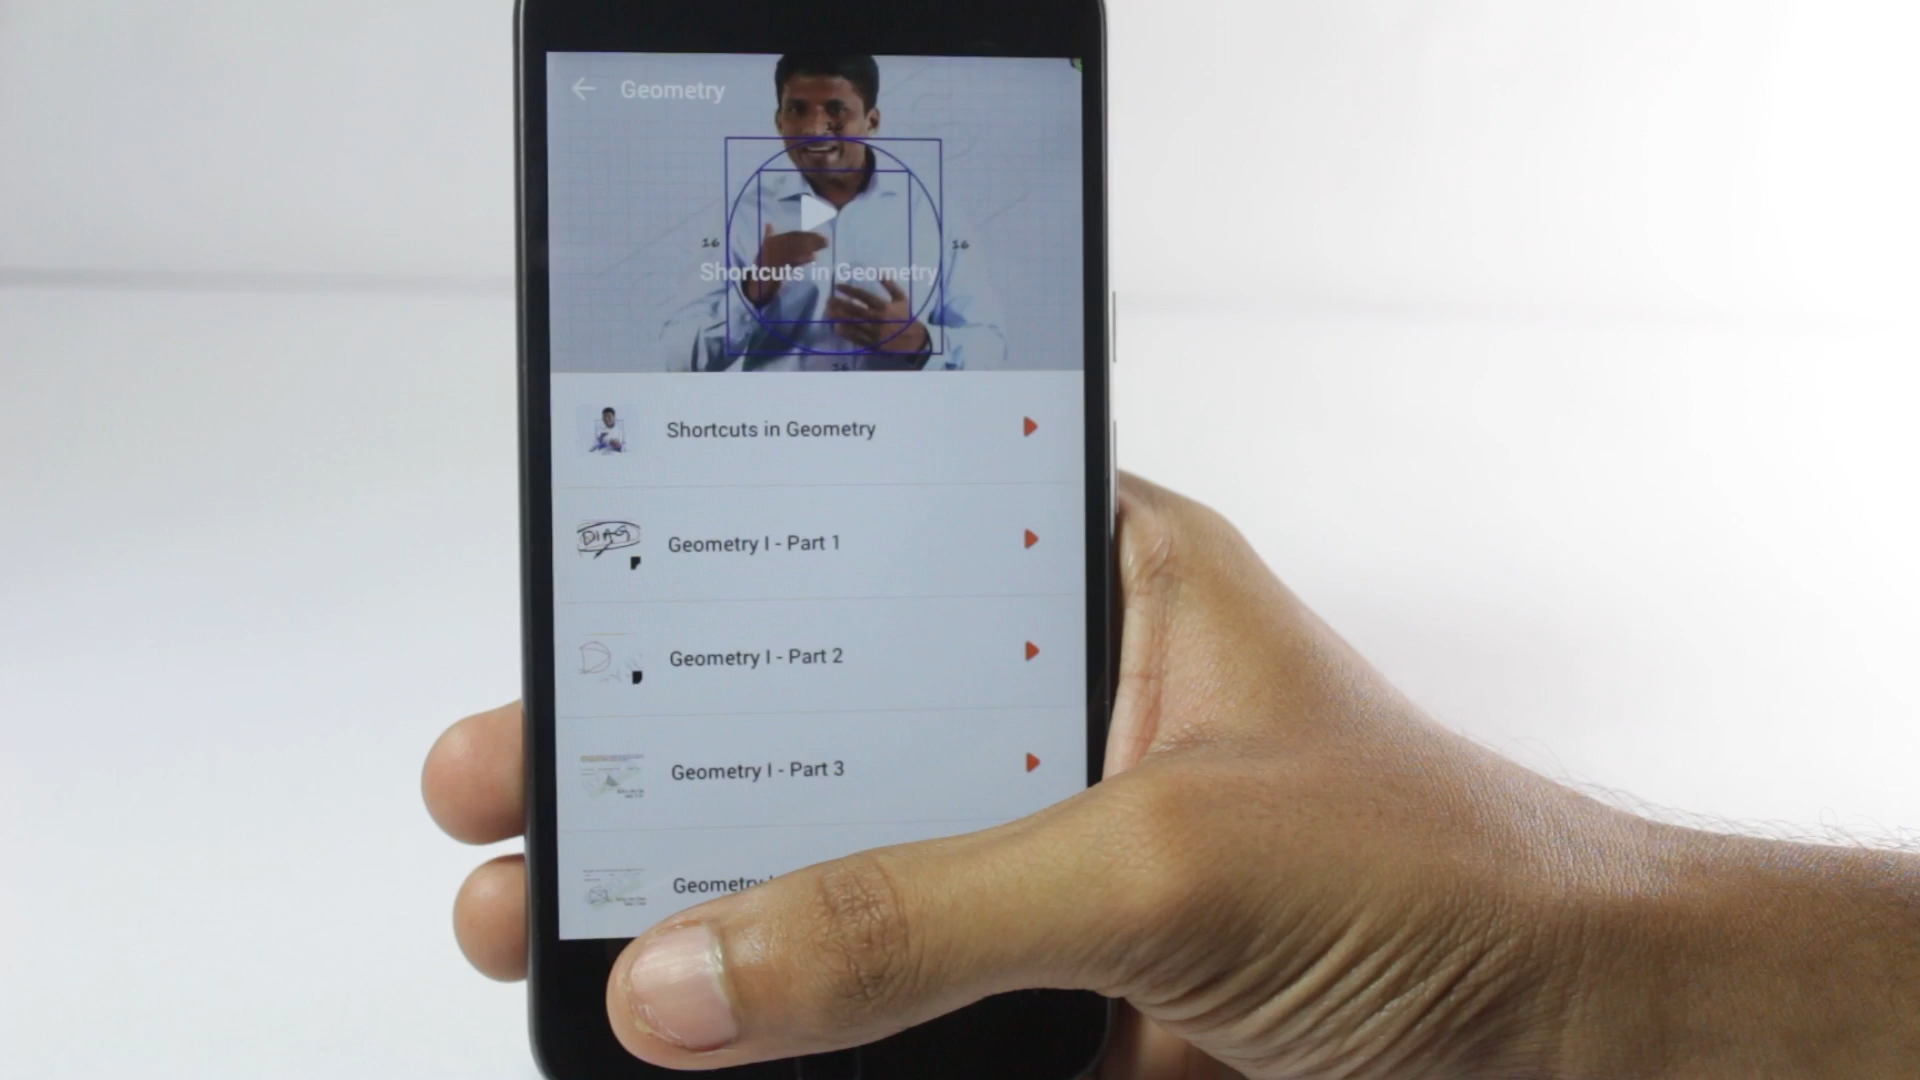 Geometry
16
16
Shortcuts in Geometry
16
Shortcuts in Geometry
DIAG
Geometry I - Part 1
Geometry I - Part 2
Geometry I - Part 3
Geometry